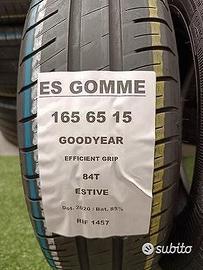 ES GOMME
165 65 15
GOODYEAR
EFFICIENT GRIP
84T
ESTIVE
Dot. 2020 / Bat. 85%
RIF 1457
subito